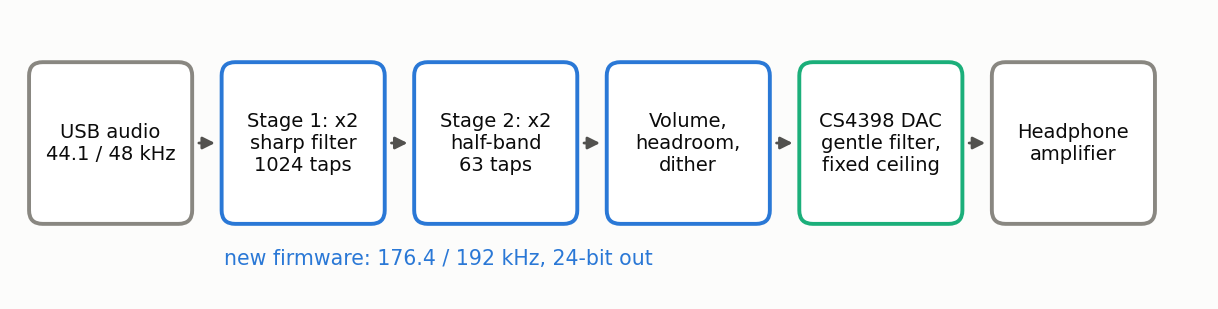 USB audio
44.1 / 48 kHz
Stage 1: x2
sharp filter
1024 taps
Stage 2: x2
half-band
63 taps
Volume,
headroom,
dither
CS4398 DAC
gentle filter,
fixed ceiling
Headphone
amplifier
new firmware: 176.4 / 192 kHz, 24-bit out